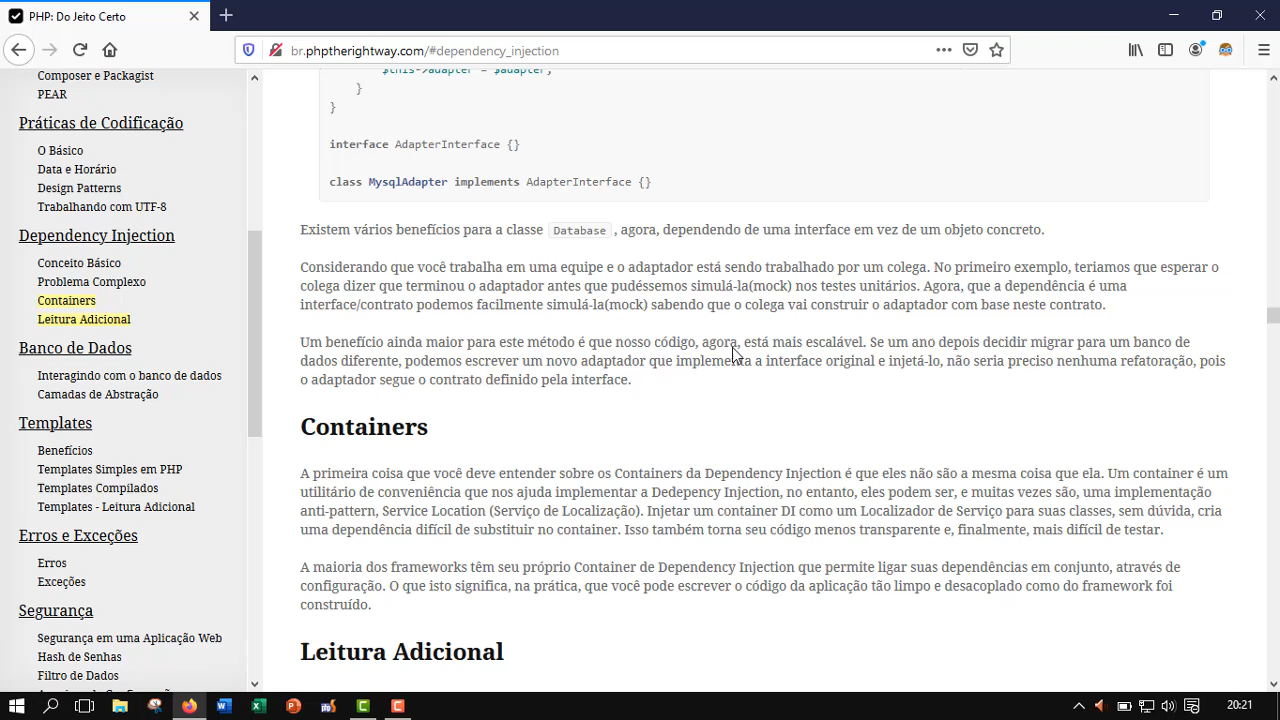 PHP: Do Jeito Certo
br.phptherightway.com/#dependency_injection
Composer e Packagist
PEAR
Práticas de Codificação
O Básico
Data e Horário
Design Patterns
Trabalhando com UTF-8
Dependency Injection
Conceito Básico
Problema Complexo
Containers
Leitura Adicional
Banco de Dados
Interagindo com o banco de dados
Camadas de Abstração
Templates
Benefícios
Templates Simples em PHP
Templates Compilados
Templates - Leitura Adicional
Erros e Exceções
Erros
Exceções
Segurança
Segurança em uma Aplicação Web
Hash de Senhas
Filtro de Dados
$this->adapter = $adapter;
}
}
interface AdapterInterface {}
class MysqlAdapter implements AdapterInterface {}
Existem vários benefícios para a classe Database , agora, dependendo de uma interface em vez de um objeto concreto.
Considerando que você trabalha em uma equipe e o adaptador está sendo trabalhado por um colega. No primeiro exemplo, teriamos que esperar o
colega dizer que terminou o adaptador antes que pudéssemos simulá-la(mock) nos testes unitários. Agora, que a dependência é uma
interface/contrato podemos facilmente simulá-la(mock) sabendo que o colega vai construir o adaptador com base neste contrato.
Um benefício ainda maior para este método é que nosso código, agora, está mais escalável. Se um ano depois decidir migrar para um banco de
dados diferente, podemos escrever um novo adaptador que implementa a interface original e injetá-lo, não seria preciso nenhuma refatoração, pois
o adaptador segue o contrato definido pela interface.
Containers
A primeira coisa que você deve entender sobre os Containers da Dependency Injection é que eles não são a mesma coisa que ela. Um container é um
utilitário de conveniência que nos ajuda implementar a Dedepency Injection, no entanto, eles podem ser, e muitas vezes são, uma implementação
anti-pattern, Service Location (Serviço de Localização). Injetar um container DI como um Localizador de Serviço para suas classes, sem dúvida, cria
uma dependência difícil de substituir no container. Isso também torna seu código menos transparente e, finalmente, mais difícil de testar.
A maioria dos frameworks têm seu próprio Container de Dependency Injection que permite ligar suas dependências em conjunto, através de
configuração. O que isto significa, na prática, que você pode escrever o código da aplicação tão limpo e desacoplado como do framework foi
construído.
Leitura Adicional
20:21